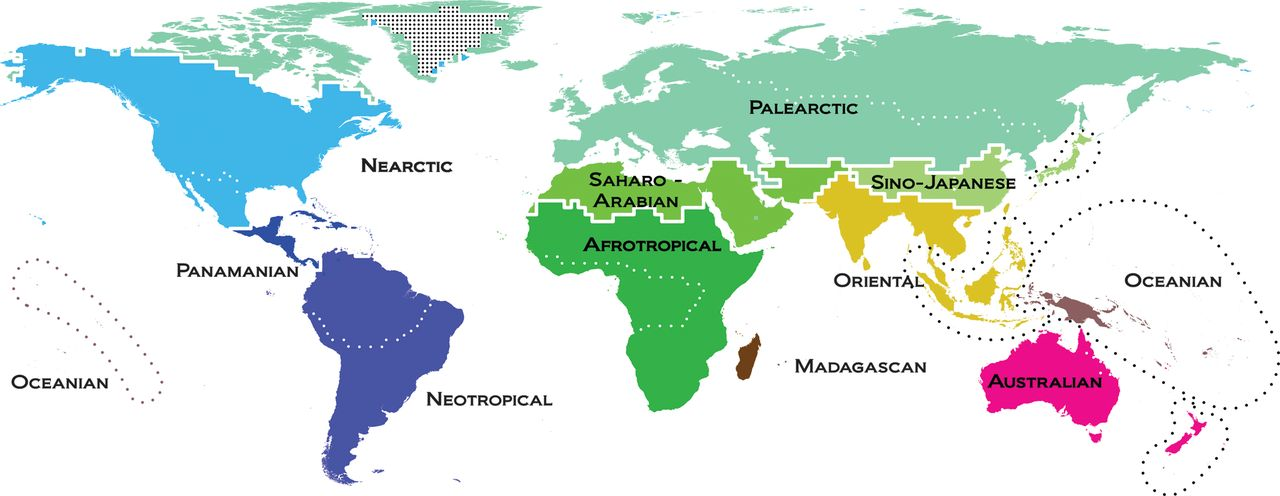 Palearctic
Nearctic
Saharo -
Arabian
Sino-Japanese
Afrotropical
Panamanian
Oriental
Oceanian
Madagascan
Oceanian
Australian
Neotropical